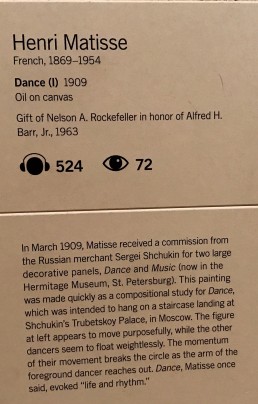 Henri Matisse
French, 1869–1954
Dance (I) 1909
Oil on canvas
Gift of Nelson A. Rockefeller in honor of Alfred H.
Barr, Jr., 1963
524 72
In March 1909, Matisse received a commission from
the Russian merchant Sergei Shchukin for two large
decorative panels, Dance and Music (now in the
Hermitage Museum, St. Petersburg). This painting
was made quickly as a compositional study for Dance,
which was intended to hang on a staircase landing at
Shchukin's Trubetskoy Palace, in Moscow. The figure
at left appears to move purposefully, while the other
dancers seem to float weightlessly. The momentum
of their movement breaks the circle as the arm of the
foreground dancer reaches out. Dance, Matisse once
said, evoked "life and rhythm."